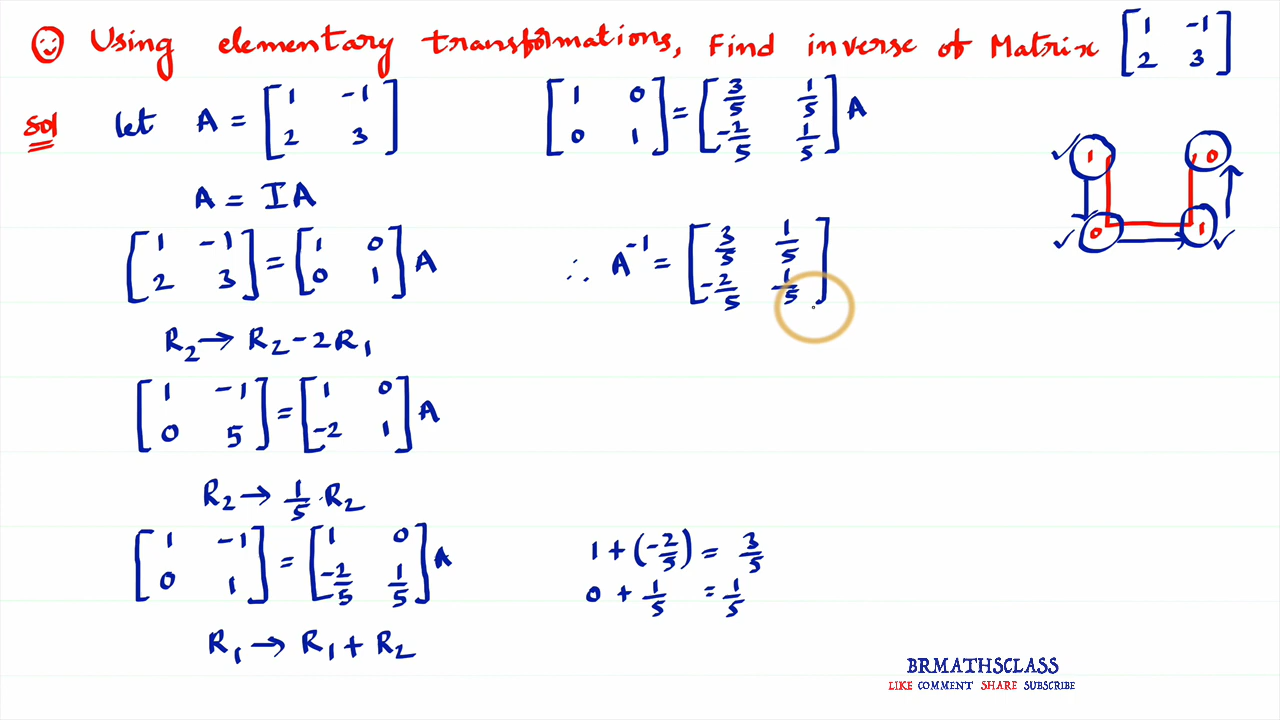 Using elementary transformations, Find inverse of Matrix [1 -1
2 3]
Sol let A = [1 -1
2 3]
A = IA
[1 -1
2 3] = [1 0
0 1] A
R₂ → R₂ - 2R₁
[1 -1
0 5] = [1 0
-2 1] A
R₂ → 1/5 · R₂
[1 -1
0 1] = [1 0
-2/5 1/5] A
R₁ → R₁ + R₂
[1 0
0 1] = [3/5 1/5
-2/5 1/5] A
∴ A⁻¹ = [3/5 1/5
-2/5 1/5]
1 + (-2/5) = 3/5
0 + 1/5 = 1/5
✓ 1 0
✓ 0 1 ✓
BRMATHSCLASS
LIKE COMMENT SHARE SUBSCRIBE